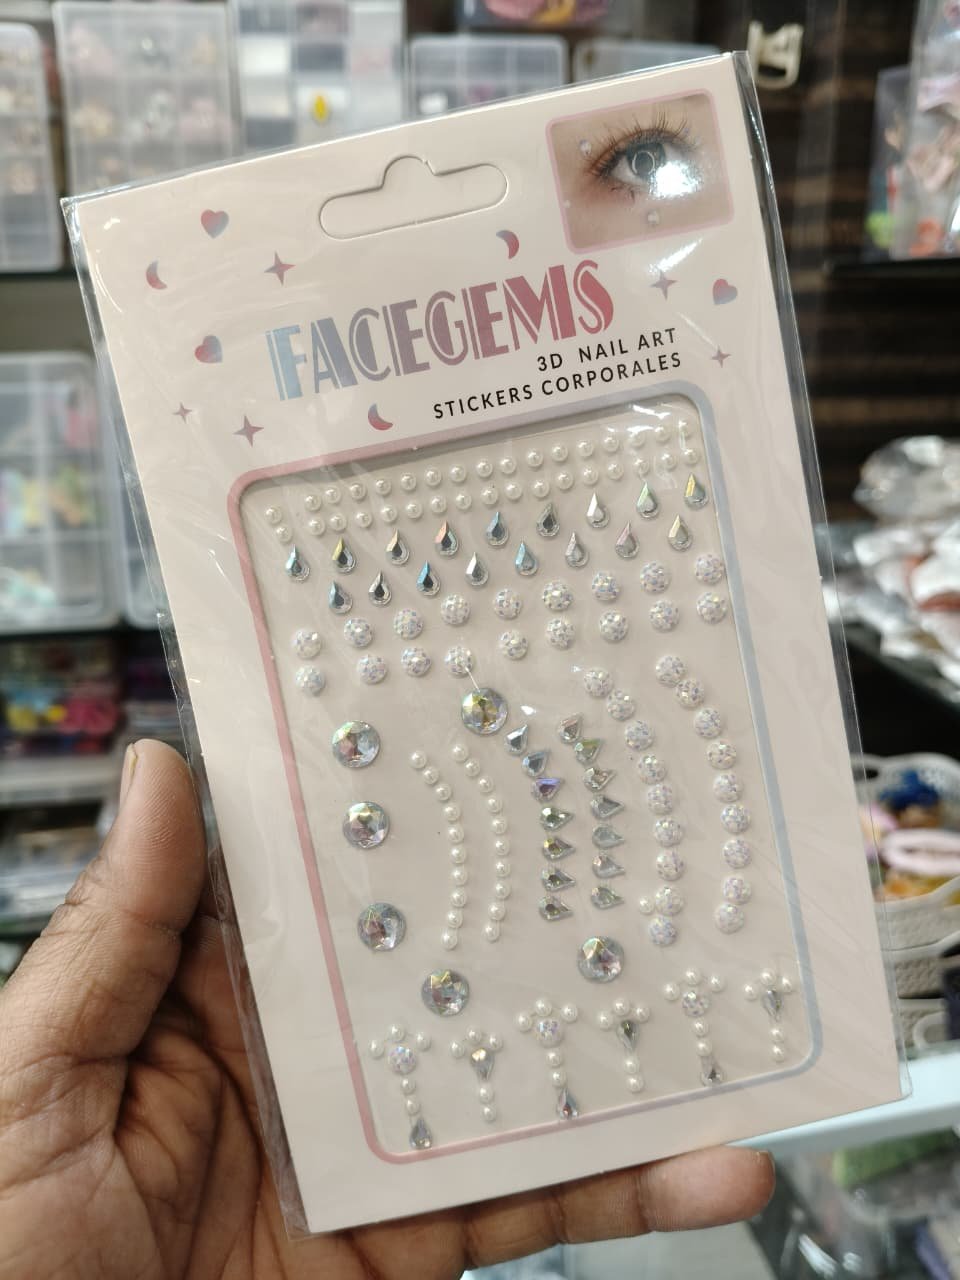 FACEGEMS
3D NAIL ART
STICKERS CORPORALES